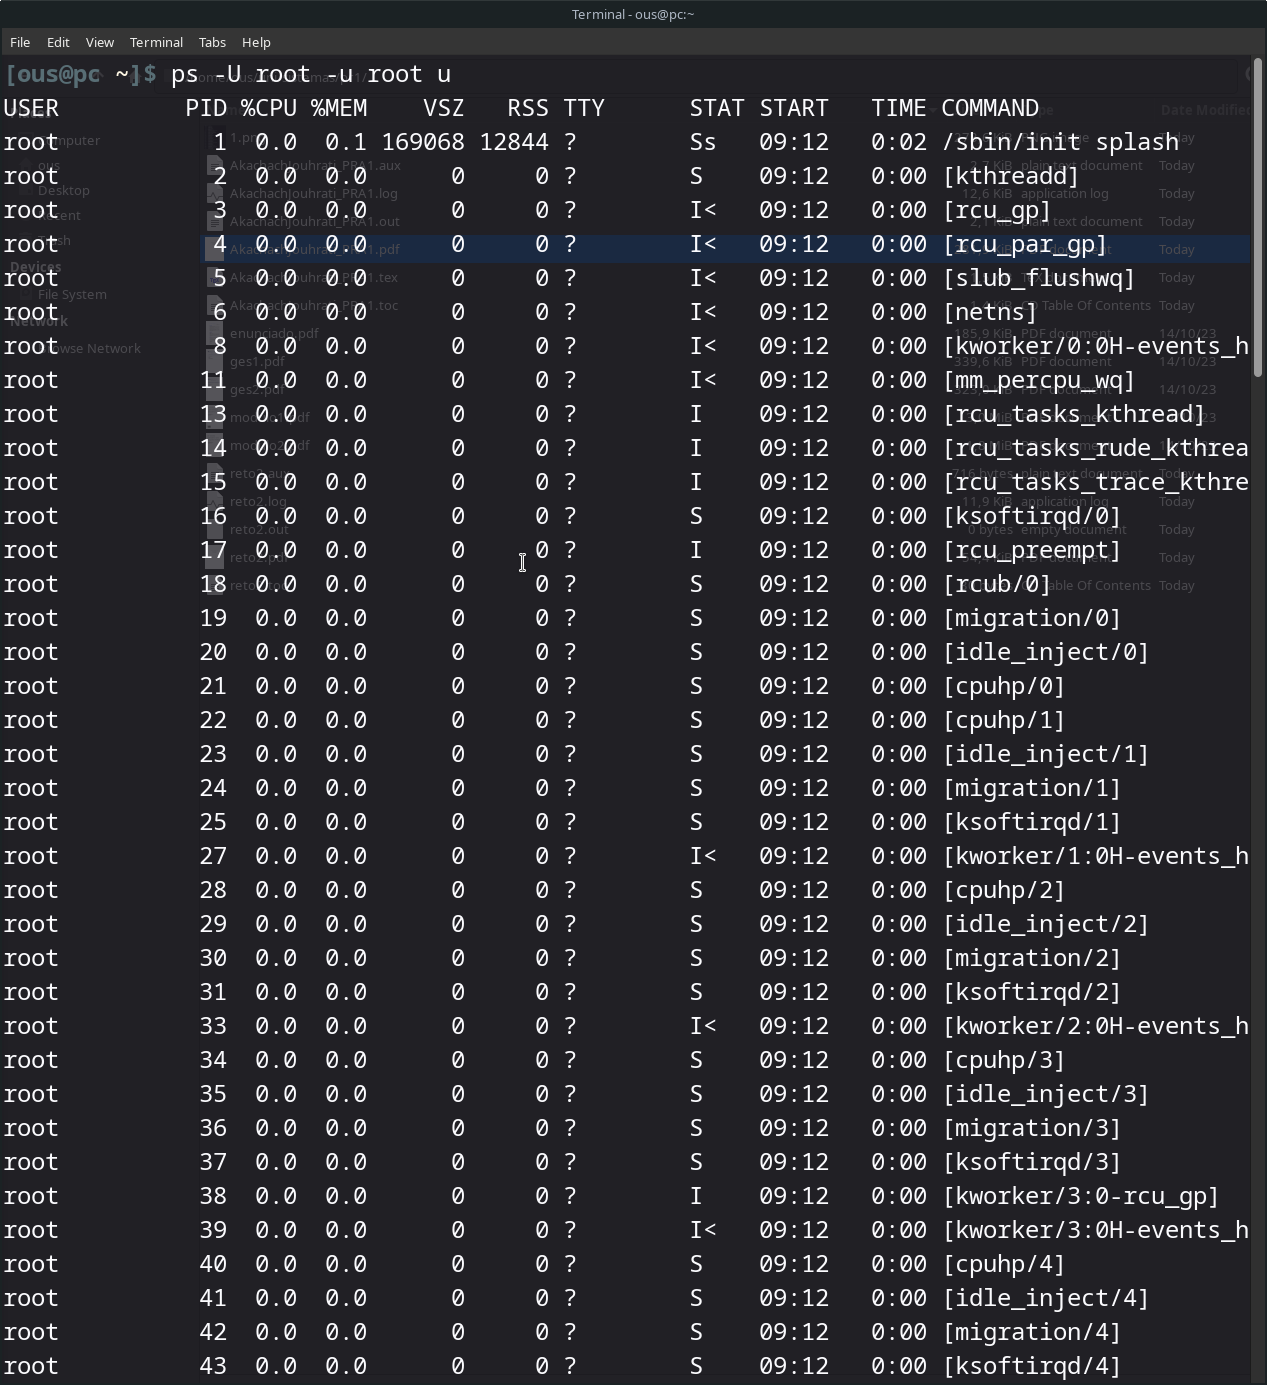 Terminal - ous@pc:~
File Edit View Terminal Tabs Help
[ous@pc ~]$ ps -U root -u root u
USER         PID %CPU %MEM    VSZ   RSS TTY        STAT START   TIME COMMAND
root           1  0.0  0.1 169068 12844 ?        Ss   09:12   0:02 /sbin/init splash
root           2  0.0  0.0      0     0 ?        S    09:12   0:00 [kthreadd]
root           3  0.0  0.0      0     0 ?        I<   09:12   0:00 [rcu_gp]
root           4  0.0  0.0      0     0 ?        I<   09:12   0:00 [rcu_par_gp]
root           5  0.0  0.0      0     0 ?        I<   09:12   0:00 [slub_flushwq]
root           6  0.0  0.0      0     0 ?        I<   09:12   0:00 [netns]
root           8  0.0  0.0      0     0 ?        I<   09:12   0:00 [kworker/0:0H-events_h
root          11  0.0  0.0      0     0 ?        I<   09:12   0:00 [mm_percpu_wq]
root          13  0.0  0.0      0     0 ?        I    09:12   0:00 [rcu_tasks_kthread]
root          14  0.0  0.0      0     0 ?        I    09:12   0:00 [rcu_tasks_rude_kthrea
root          15  0.0  0.0      0     0 ?        I    09:12   0:00 [rcu_tasks_trace_kthre
root          16  0.0  0.0      0     0 ?        S    09:12   0:00 [ksoftirqd/0]
root          17  0.0  0.0      0     0 ?        I    09:12   0:00 [rcu_preempt]
root          18  0.0  0.0      0     0 ?        S    09:12   0:00 [rcub/0]
root          19  0.0  0.0      0     0 ?        S    09:12   0:00 [migration/0]
root          20  0.0  0.0      0     0 ?        S    09:12   0:00 [idle_inject/0]
root          21  0.0  0.0      0     0 ?        S    09:12   0:00 [cpuhp/0]
root          22  0.0  0.0      0     0 ?        S    09:12   0:00 [cpuhp/1]
root          23  0.0  0.0      0     0 ?        S    09:12   0:00 [idle_inject/1]
root          24  0.0  0.0      0     0 ?        S    09:12   0:00 [migration/1]
root          25  0.0  0.0      0     0 ?        S    09:12   0:00 [ksoftirqd/1]
root          27  0.0  0.0      0     0 ?        I<   09:12   0:00 [kworker/1:0H-events_h
root          28  0.0  0.0      0     0 ?        S    09:12   0:00 [cpuhp/2]
root          29  0.0  0.0      0     0 ?        S    09:12   0:00 [idle_inject/2]
root          30  0.0  0.0      0     0 ?        S    09:12   0:00 [migration/2]
root          31  0.0  0.0      0     0 ?        S    09:12   0:00 [ksoftirqd/2]
root          33  0.0  0.0      0     0 ?        I<   09:12   0:00 [kworker/2:0H-events_h
root          34  0.0  0.0      0     0 ?        S    09:12   0:00 [cpuhp/3]
root          35  0.0  0.0      0     0 ?        S    09:12   0:00 [idle_inject/3]
root          36  0.0  0.0      0     0 ?        S    09:12   0:00 [migration/3]
root          37  0.0  0.0      0     0 ?        S    09:12   0:00 [ksoftirqd/3]
root          38  0.0  0.0      0     0 ?        I    09:12   0:00 [kworker/3:0-rcu_gp]
root          39  0.0  0.0      0     0 ?        I<   09:12   0:00 [kworker/3:0H-events_h
root          40  0.0  0.0      0     0 ?        S    09:12   0:00 [cpuhp/4]
root          41  0.0  0.0      0     0 ?        S    09:12   0:00 [idle_inject/4]
root          42  0.0  0.0      0     0 ?        S    09:12   0:00 [migration/4]
root          43  0.0  0.0      0     0 ?        S    09:12   0:00 [ksoftirqd/4]